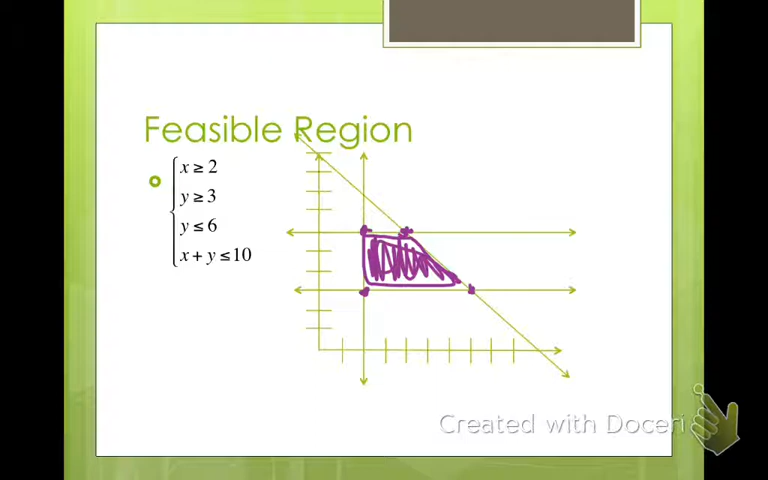 Feasible Region
x ≥ 2
y ≥ 3
y ≤ 6
x + y ≤ 10
Created with Doceri